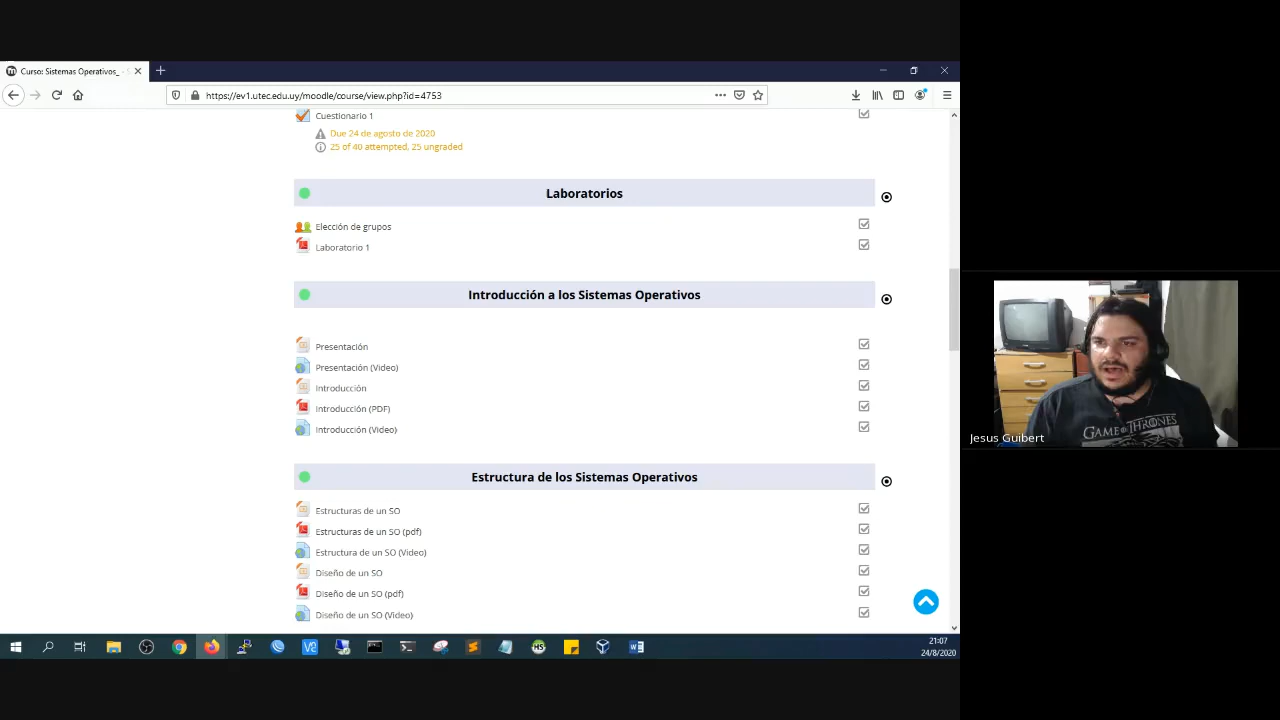 Curso: Sistemas Operativos_ - S
https://ev1.utec.edu.uy/moodle/course/view.php?id=4753
Cuestionario 1
Due 24 de agosto de 2020
25 of 40 attempted, 25 ungraded
Laboratorios
Elección de grupos
Laboratorio 1
Introducción a los Sistemas Operativos
Presentación
Presentación (Video)
Introducción
Introducción (PDF)
Introducción (Video)
Estructura de los Sistemas Operativos
Estructuras de un SO
Estructuras de un SO (pdf)
Estructura de un SO (Video)
Diseño de un SO
Diseño de un SO (pdf)
Diseño de un SO (Video)
21:07
24/8/2020
GAME OF THRONES
Jesus Guibert